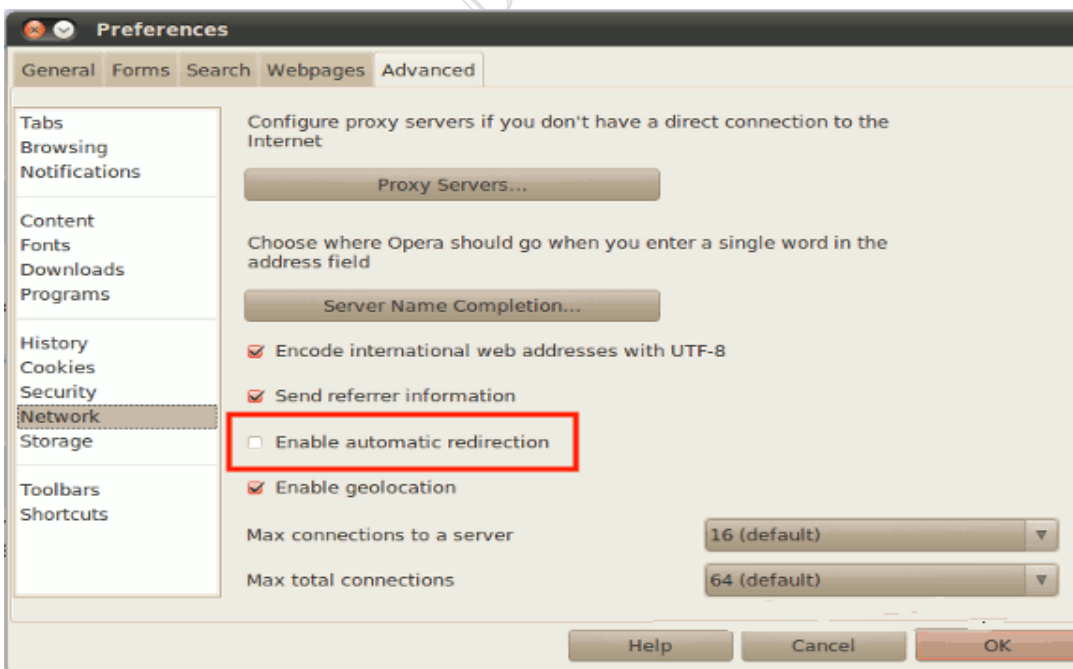 Preferences
General Forms Search Webpages Advanced
Tabs
Browsing
Notifications
Content
Fonts
Downloads
Programs
History
Cookies
Security
Network
Storage
Toolbars
Shortcuts
Configure proxy servers if you don't have a direct connection to the
Internet
Proxy Servers...
Choose where Opera should go when you enter a single word in the
address field
Server Name Completion...
Encode international web addresses with UTF-8
Send referrer information
Enable automatic redirection
Enable geolocation
Max connections to a server 16 (default)
Max total connections 64 (default)
Help Cancel OK